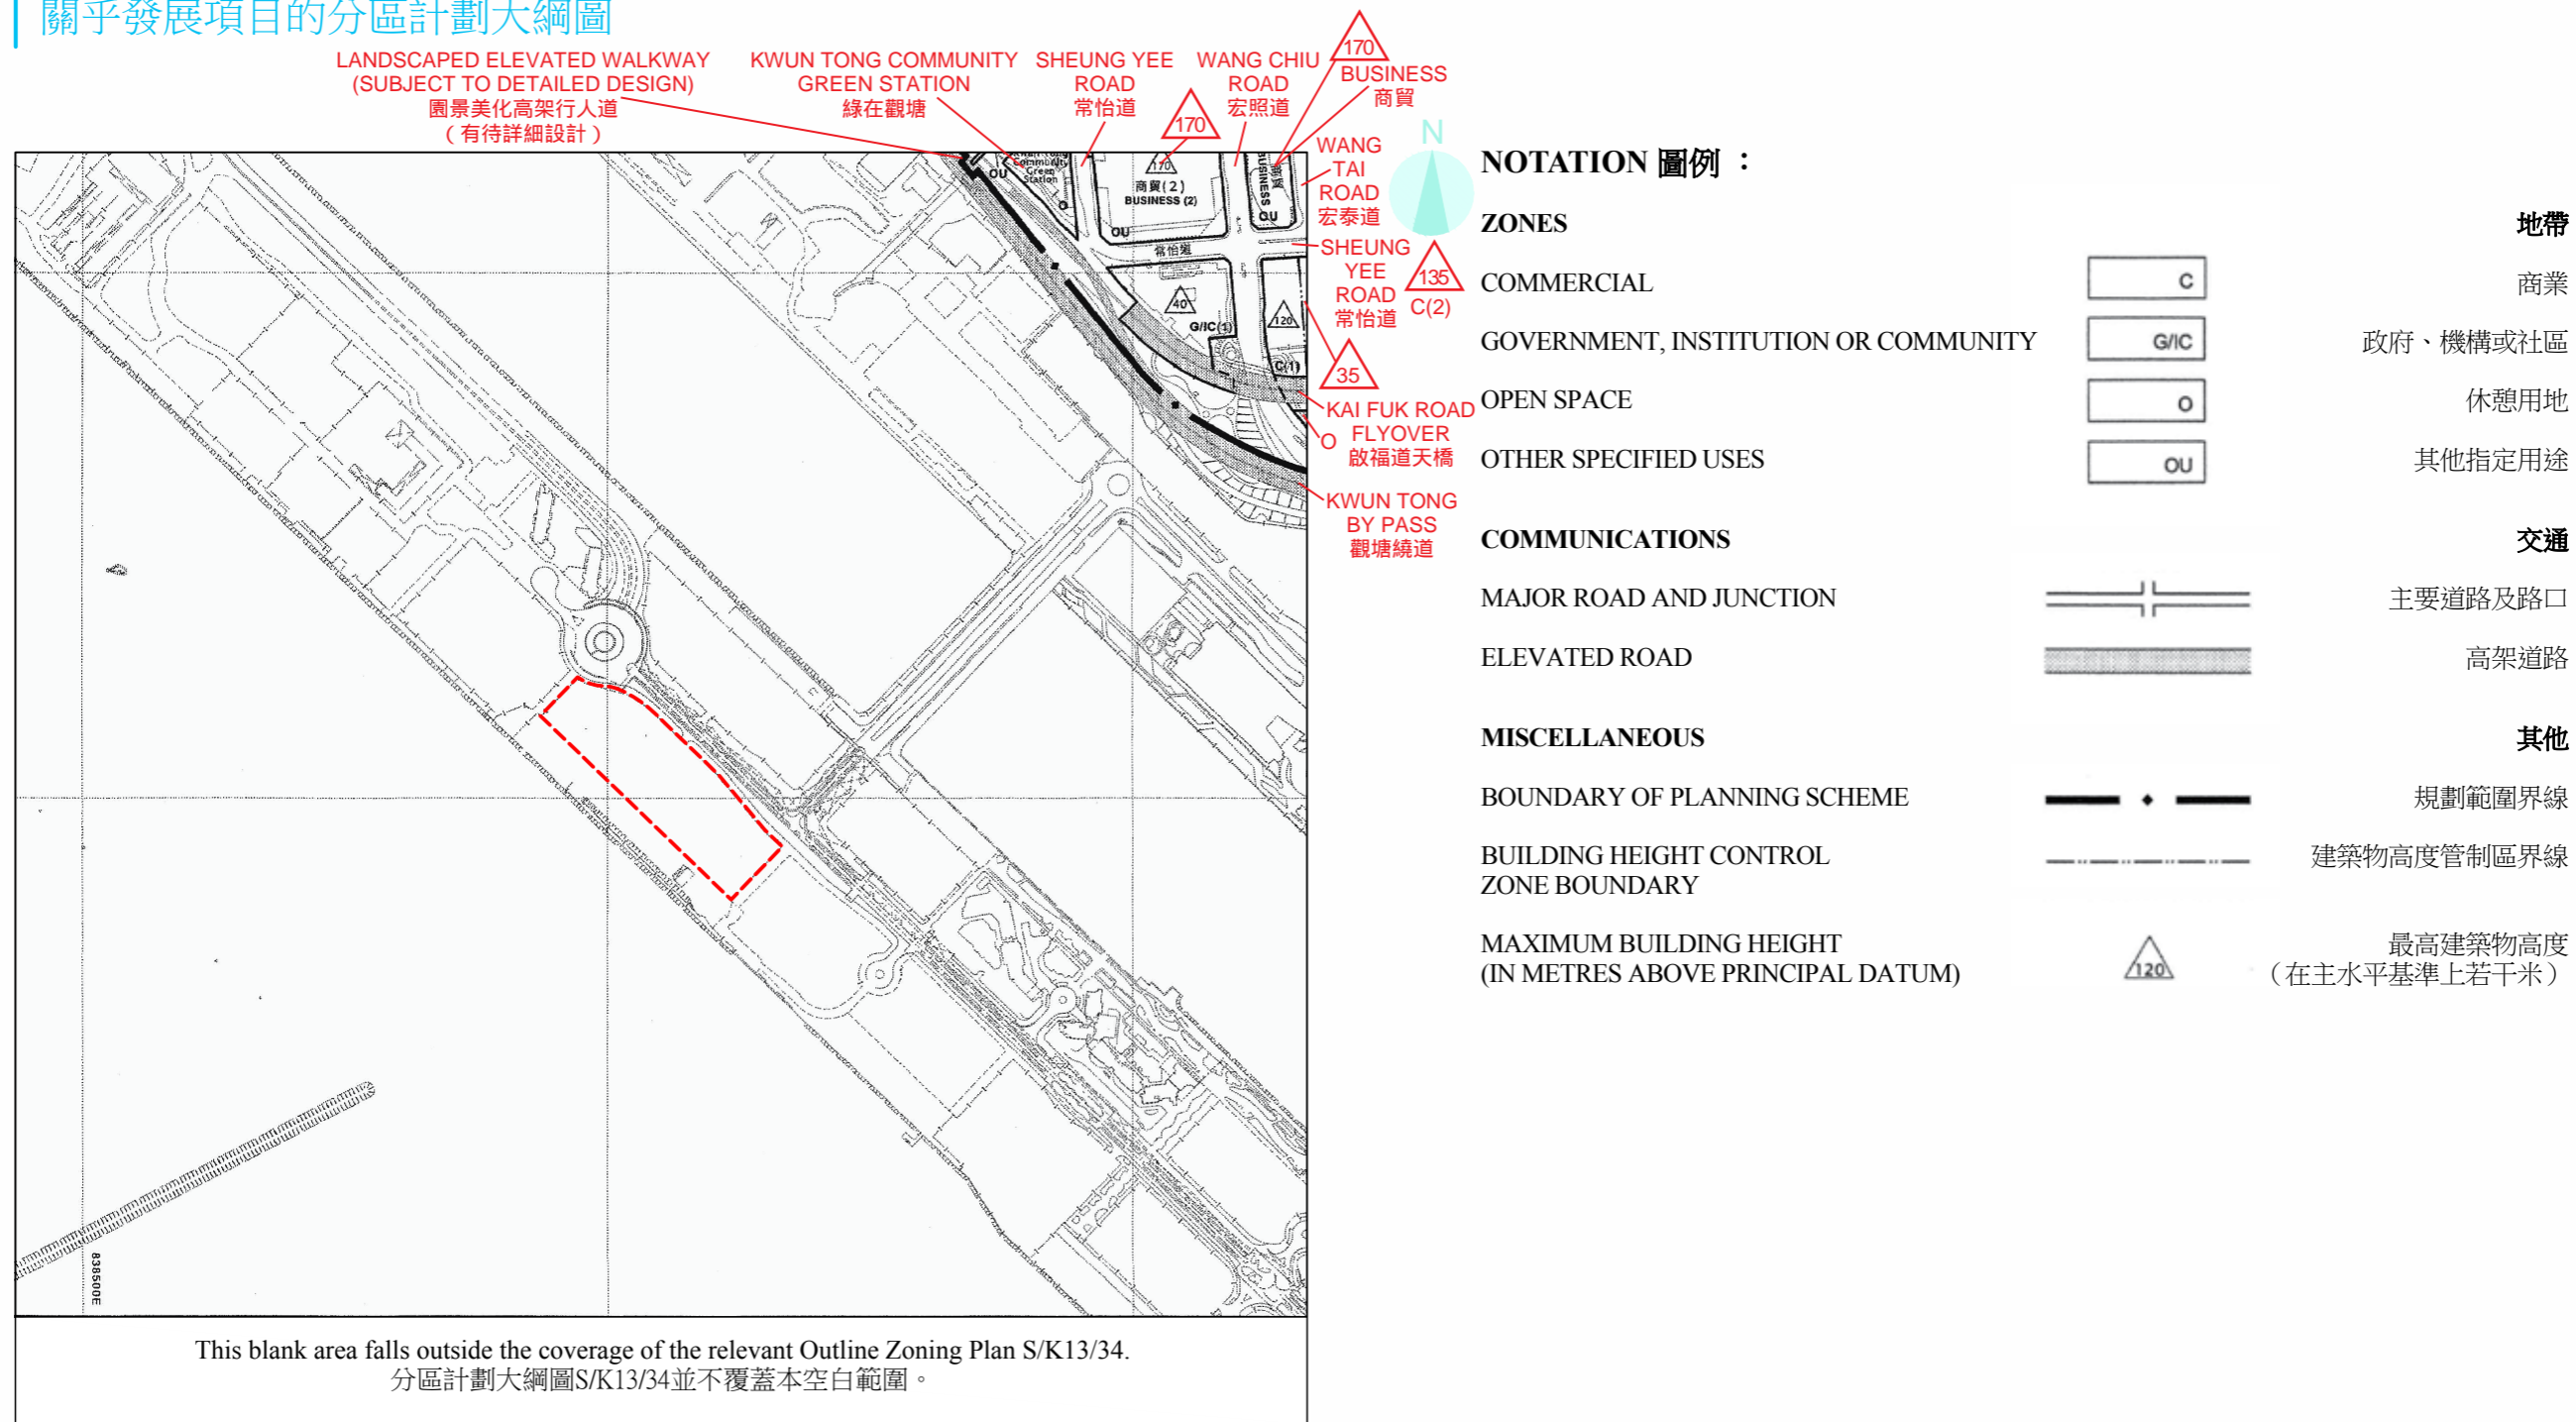 關乎發展項目的分區計劃大綱圖
LANDSCAPED ELEVATED WALKWAY
(SUBJECT TO DETAILED DESIGN)
園景美化高架行人道
（有待詳細設計）
KWUN TONG COMMUNITY
GREEN STATION
綠在觀塘
SHEUNG YEE
ROAD
常怡道
170
WANG CHIU
ROAD
宏照道
170
BUSINESS
商貿
WANG
TAI
ROAD
宏泰道
N
SHEUNG
YEE
ROAD
常怡道
135
C(2)
35
KAI FUK ROAD
FLYOVER
啟福道天橋
O
KWUN TONG
BY PASS
觀塘繞道
Kwun Tong
Community
Green
Station
OU
O
170
商貿(2)
BUSINESS (2)
OU
商貿
BUSINESS
OU
常怡道
40
G/IC(1)
120
C(1)
838500E
This blank area falls outside the coverage of the relevant Outline Zoning Plan S/K13/34.
分區計劃大綱圖S/K13/34並不覆蓋本空白範圍。
NOTATION 圖例 ：
ZONES 地帶
COMMERCIAL C 商業
GOVERNMENT, INSTITUTION OR COMMUNITY G/IC 政府、機構或社區
OPEN SPACE O 休憩用地
OTHER SPECIFIED USES OU 其他指定用途
COMMUNICATIONS 交通
MAJOR ROAD AND JUNCTION 主要道路及路口
ELEVATED ROAD 高架道路
MISCELLANEOUS 其他
BOUNDARY OF PLANNING SCHEME 規劃範圍界線
BUILDING HEIGHT CONTROL 建築物高度管制區界線
ZONE BOUNDARY
MAXIMUM BUILDING HEIGHT 最高建築物高度
(IN METRES ABOVE PRINCIPAL DATUM) 120 （在主水平基準上若干米）